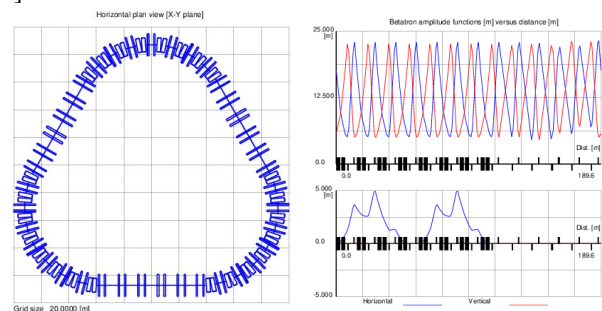 Horizontal plan view [X-Y plane]
Grid size 20.0000 [m]
Betatron amplitude functions [m] versus distance [m]
25.000
[m]
12.500
Dist. [m]
0.0
0.0
189.6
5.000
[m]
Dist. [m]
0.0
0.0
189.6
-5.000
Horizontal
Vertical